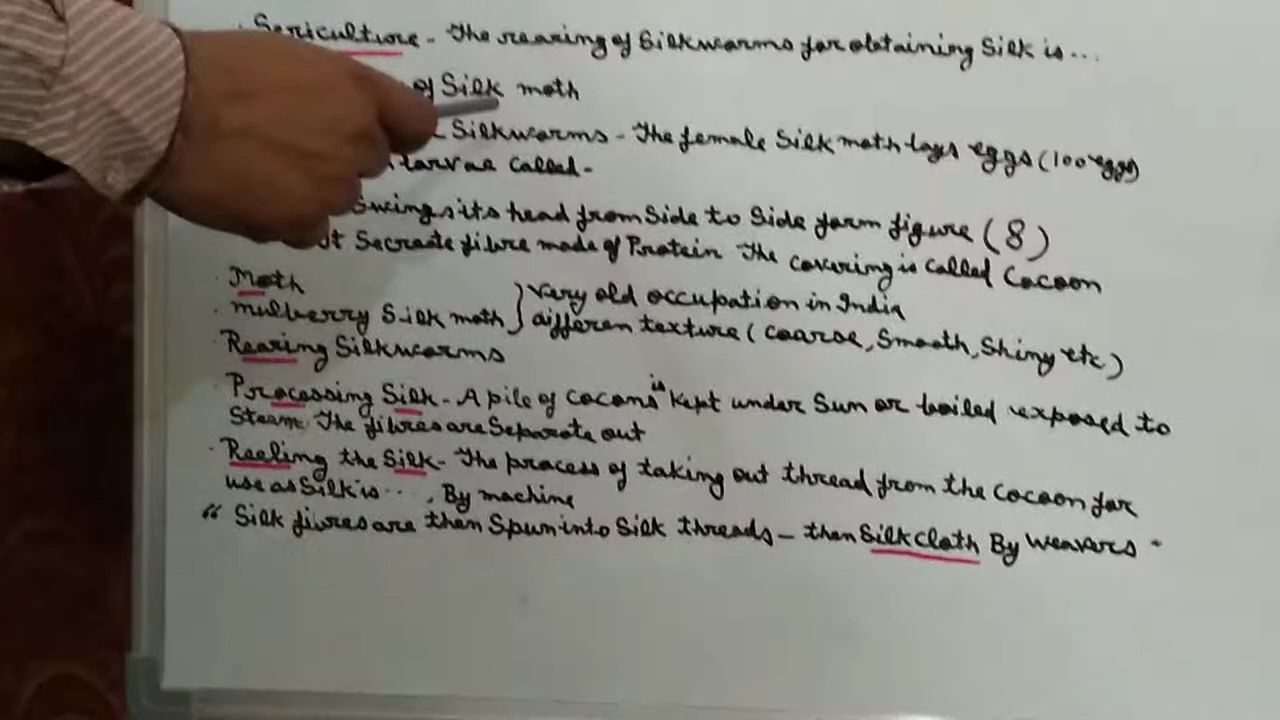 Sericulture - The rearing of Silkworms for obtaining Silk is...
of Silk moth
Silkworms - The female Silk moth lays eggs (100 eggs)
larvae called -
Swings its head from Side to Side form figure (8)
It Secreate fibre made of Protein The covering is called Cocoon
. Moth
. mulberry Silk moth } Very old occupation in India
differen texture (coarse, Smooth, Shiny etc)
. Rearing Silkworms
Processing Silk - A pile of cocons is kept under Sun or boiled exposed to
Steam. The fibres are Separate out
. Reeling the Silk - The process of taking out thread from the Cocoon for
use as Silk is ..., By machine
" Silk fibres are then Spun into Silk threads - then Silk cloth By Weavers "